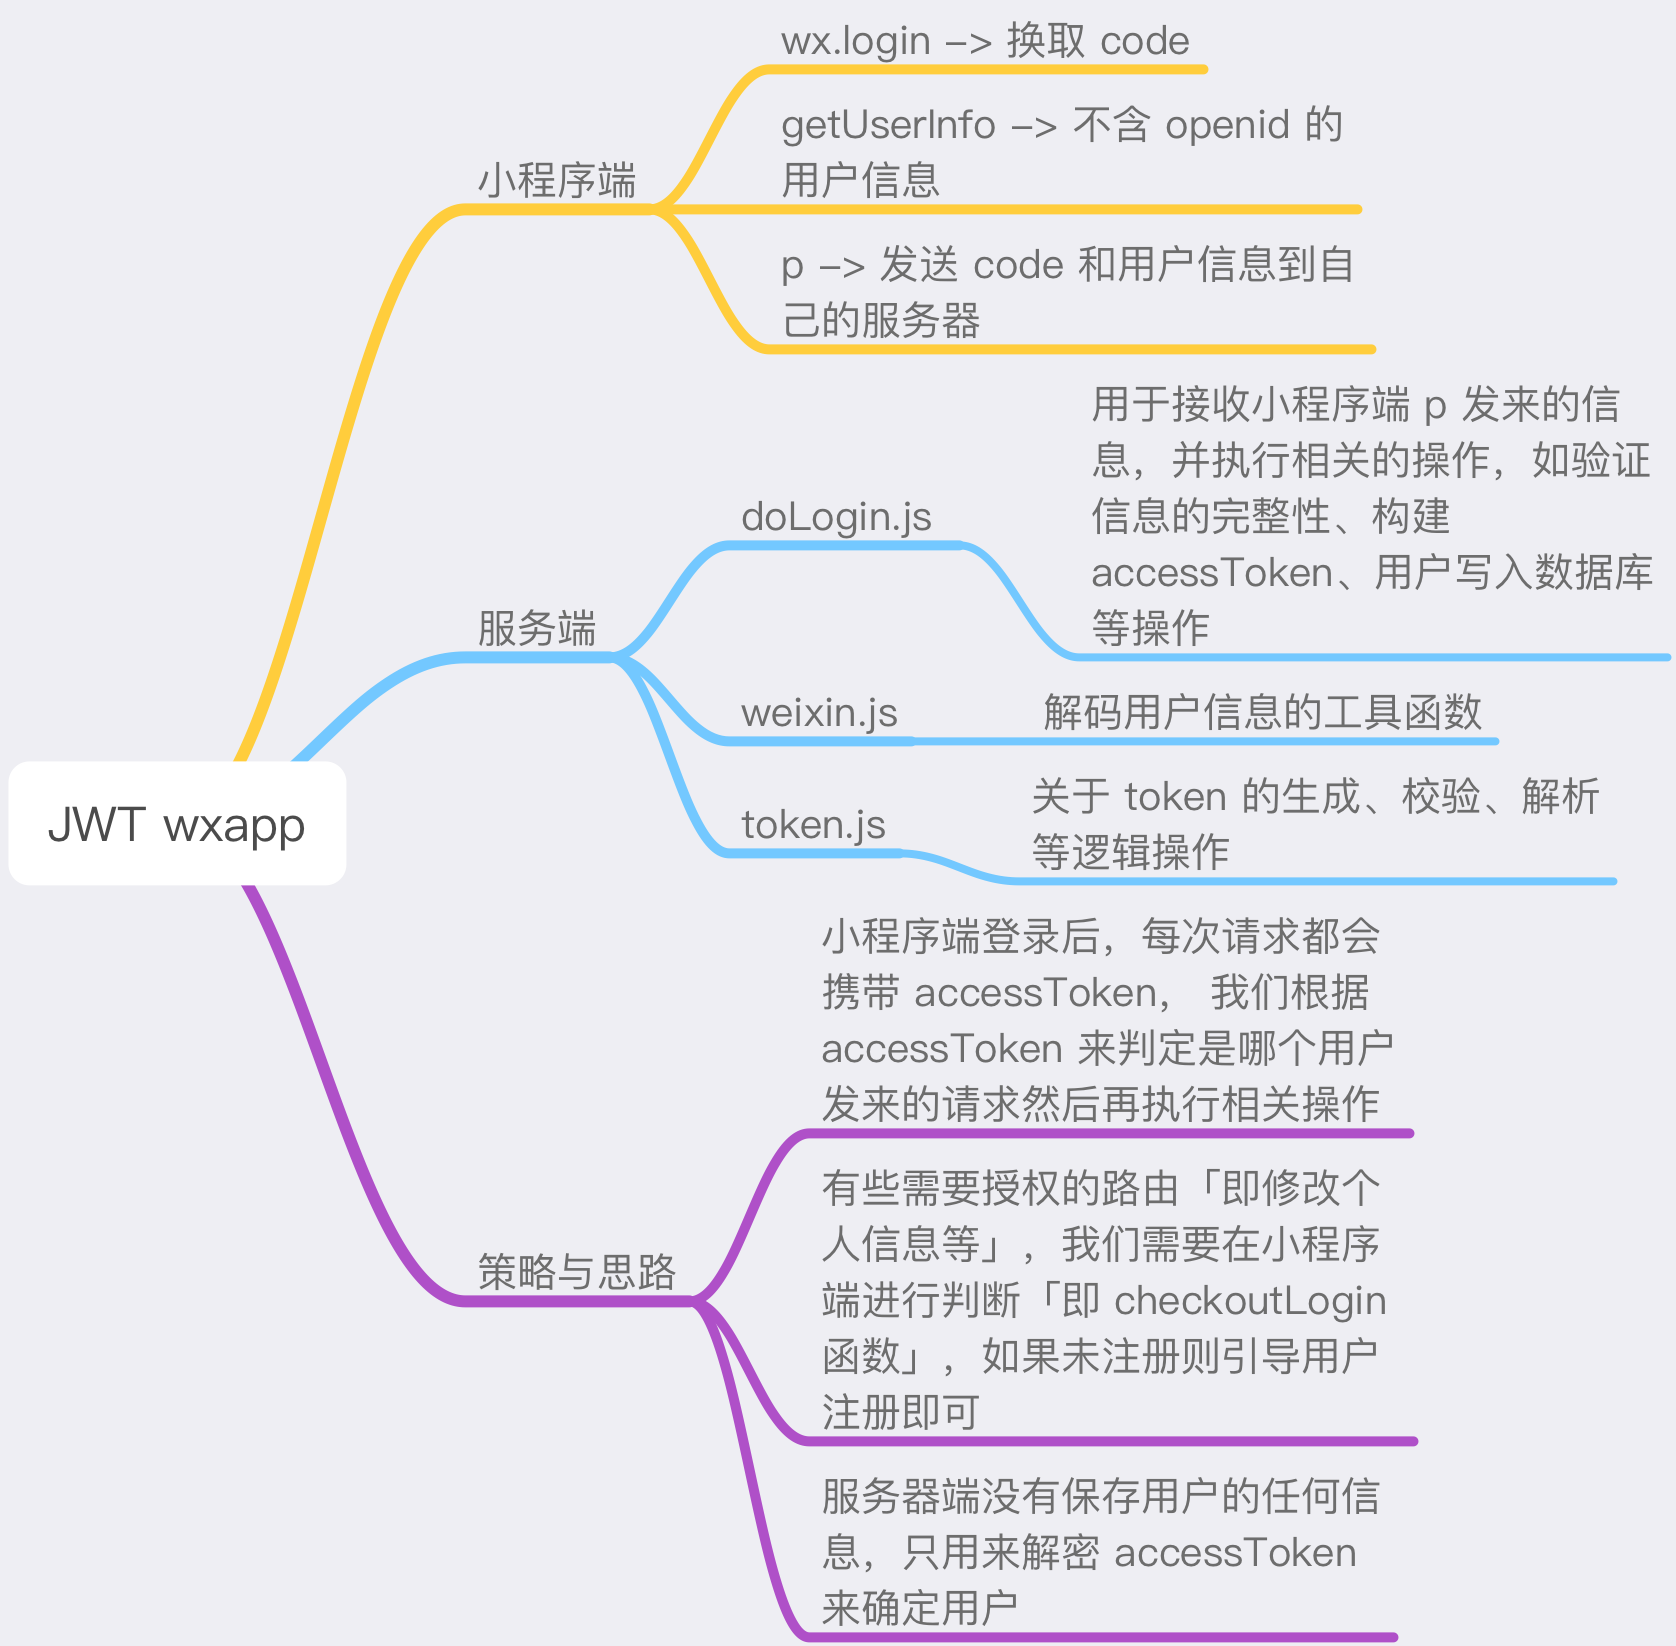 wx.login -> 换取 code
getUserInfo -> 不含 openid 的
用户信息
小程序端
p -> 发送 code 和用户信息到自
己的服务器
用于接收小程序端 p 发来的信
息，并执行相关的操作，如验证
信息的完整性、构建
accessToken、用户写入数据库
等操作
doLogin.js
服务端
weixin.js
解码用户信息的工具函数
token.js
关于 token 的生成、校验、解析
等逻辑操作
JWT wxapp
小程序端登录后，每次请求都会
携带 accessToken， 我们根据
accessToken 来判定是哪个用户
发来的请求然后再执行相关操作
策略与思路
有些需要授权的路由「即修改个
人信息等」，我们需要在小程序
端进行判断「即 checkoutLogin
函数」，如果未注册则引导用户
注册即可
服务器端没有保存用户的任何信
息，只用来解密 accessToken
来确定用户